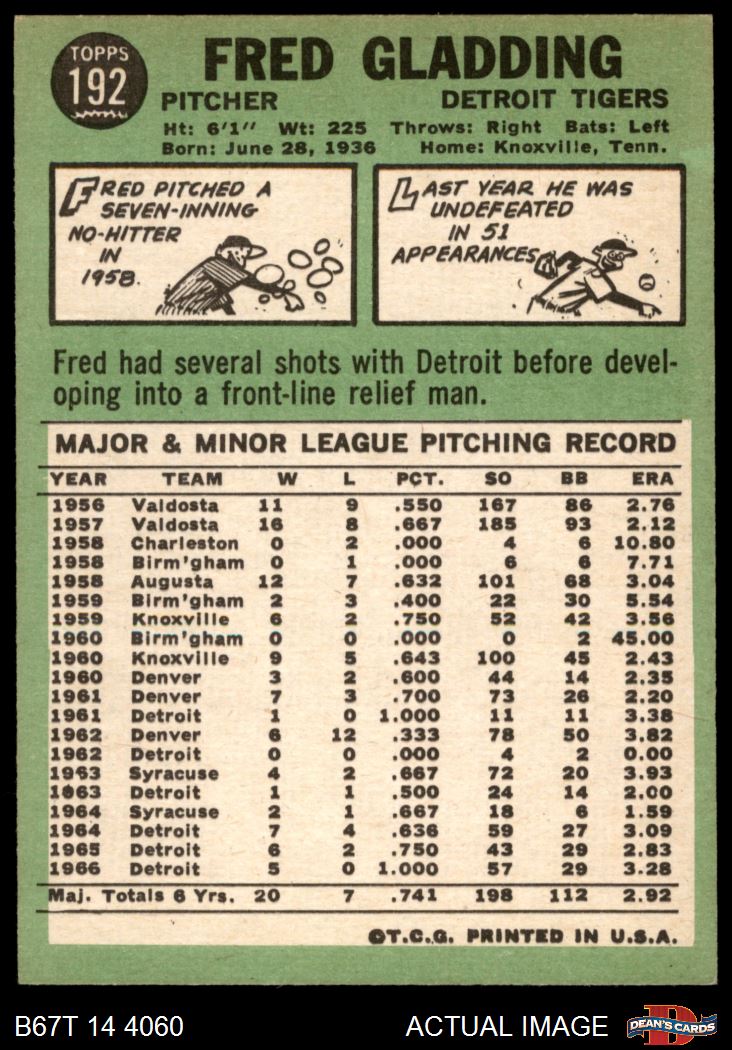 TOPPS
192
FRED GLADDING
PITCHER DETROIT TIGERS
Ht: 6'1" Wt: 225 Throws: Right Bats: Left
Born: June 28, 1936 Home: Knoxville, Tenn.
FRED PITCHED A
SEVEN-INNING
NO-HITTER
IN
1958.
LAST YEAR HE WAS
UNDEFEATED
IN 51
APPEARANCES
Fred had several shots with Detroit before devel-
oping into a front-line relief man.
MAJOR & MINOR LEAGUE PITCHING RECORD
YEAR TEAM W L PCT. SO BB ERA
1956 Valdosta 11 9 .550 167 86 2.76
1957 Valdosta 16 8 .667 185 93 2.12
1958 Charleston 0 2 .000 4 6 10.80
1958 Birm'gham 0 1 .000 6 6 7.71
1958 Augusta 12 7 .632 101 68 3.04
1959 Birm'gham 2 3 .400 22 30 5.54
1959 Knoxville 6 2 .750 52 42 3.56
1960 Birm'gham 0 0 .000 0 2 45.00
1960 Knoxville 9 5 .643 100 45 2.43
1960 Denver 3 2 .600 44 14 2.35
1961 Denver 7 3 .700 73 26 2.20
1961 Detroit 1 0 1.000 11 11 3.38
1962 Denver 6 12 .333 78 50 3.82
1962 Detroit 0 0 .000 4 2 0.00
1963 Syracuse 4 2 .667 72 20 3.93
1963 Detroit 1 1 .500 24 14 2.00
1964 Syracuse 2 1 .667 18 6 1.59
1964 Detroit 7 4 .636 59 27 3.09
1965 Detroit 6 2 .750 43 29 2.83
1966 Detroit 5 0 1.000 57 29 3.28
Maj. Totals 6 Yrs. 20 7 .741 198 112 2.92
©T.C.G. PRINTED IN U.S.A.
B67T 14 4060 ACTUAL IMAGE
D
DEAN'S CARDS